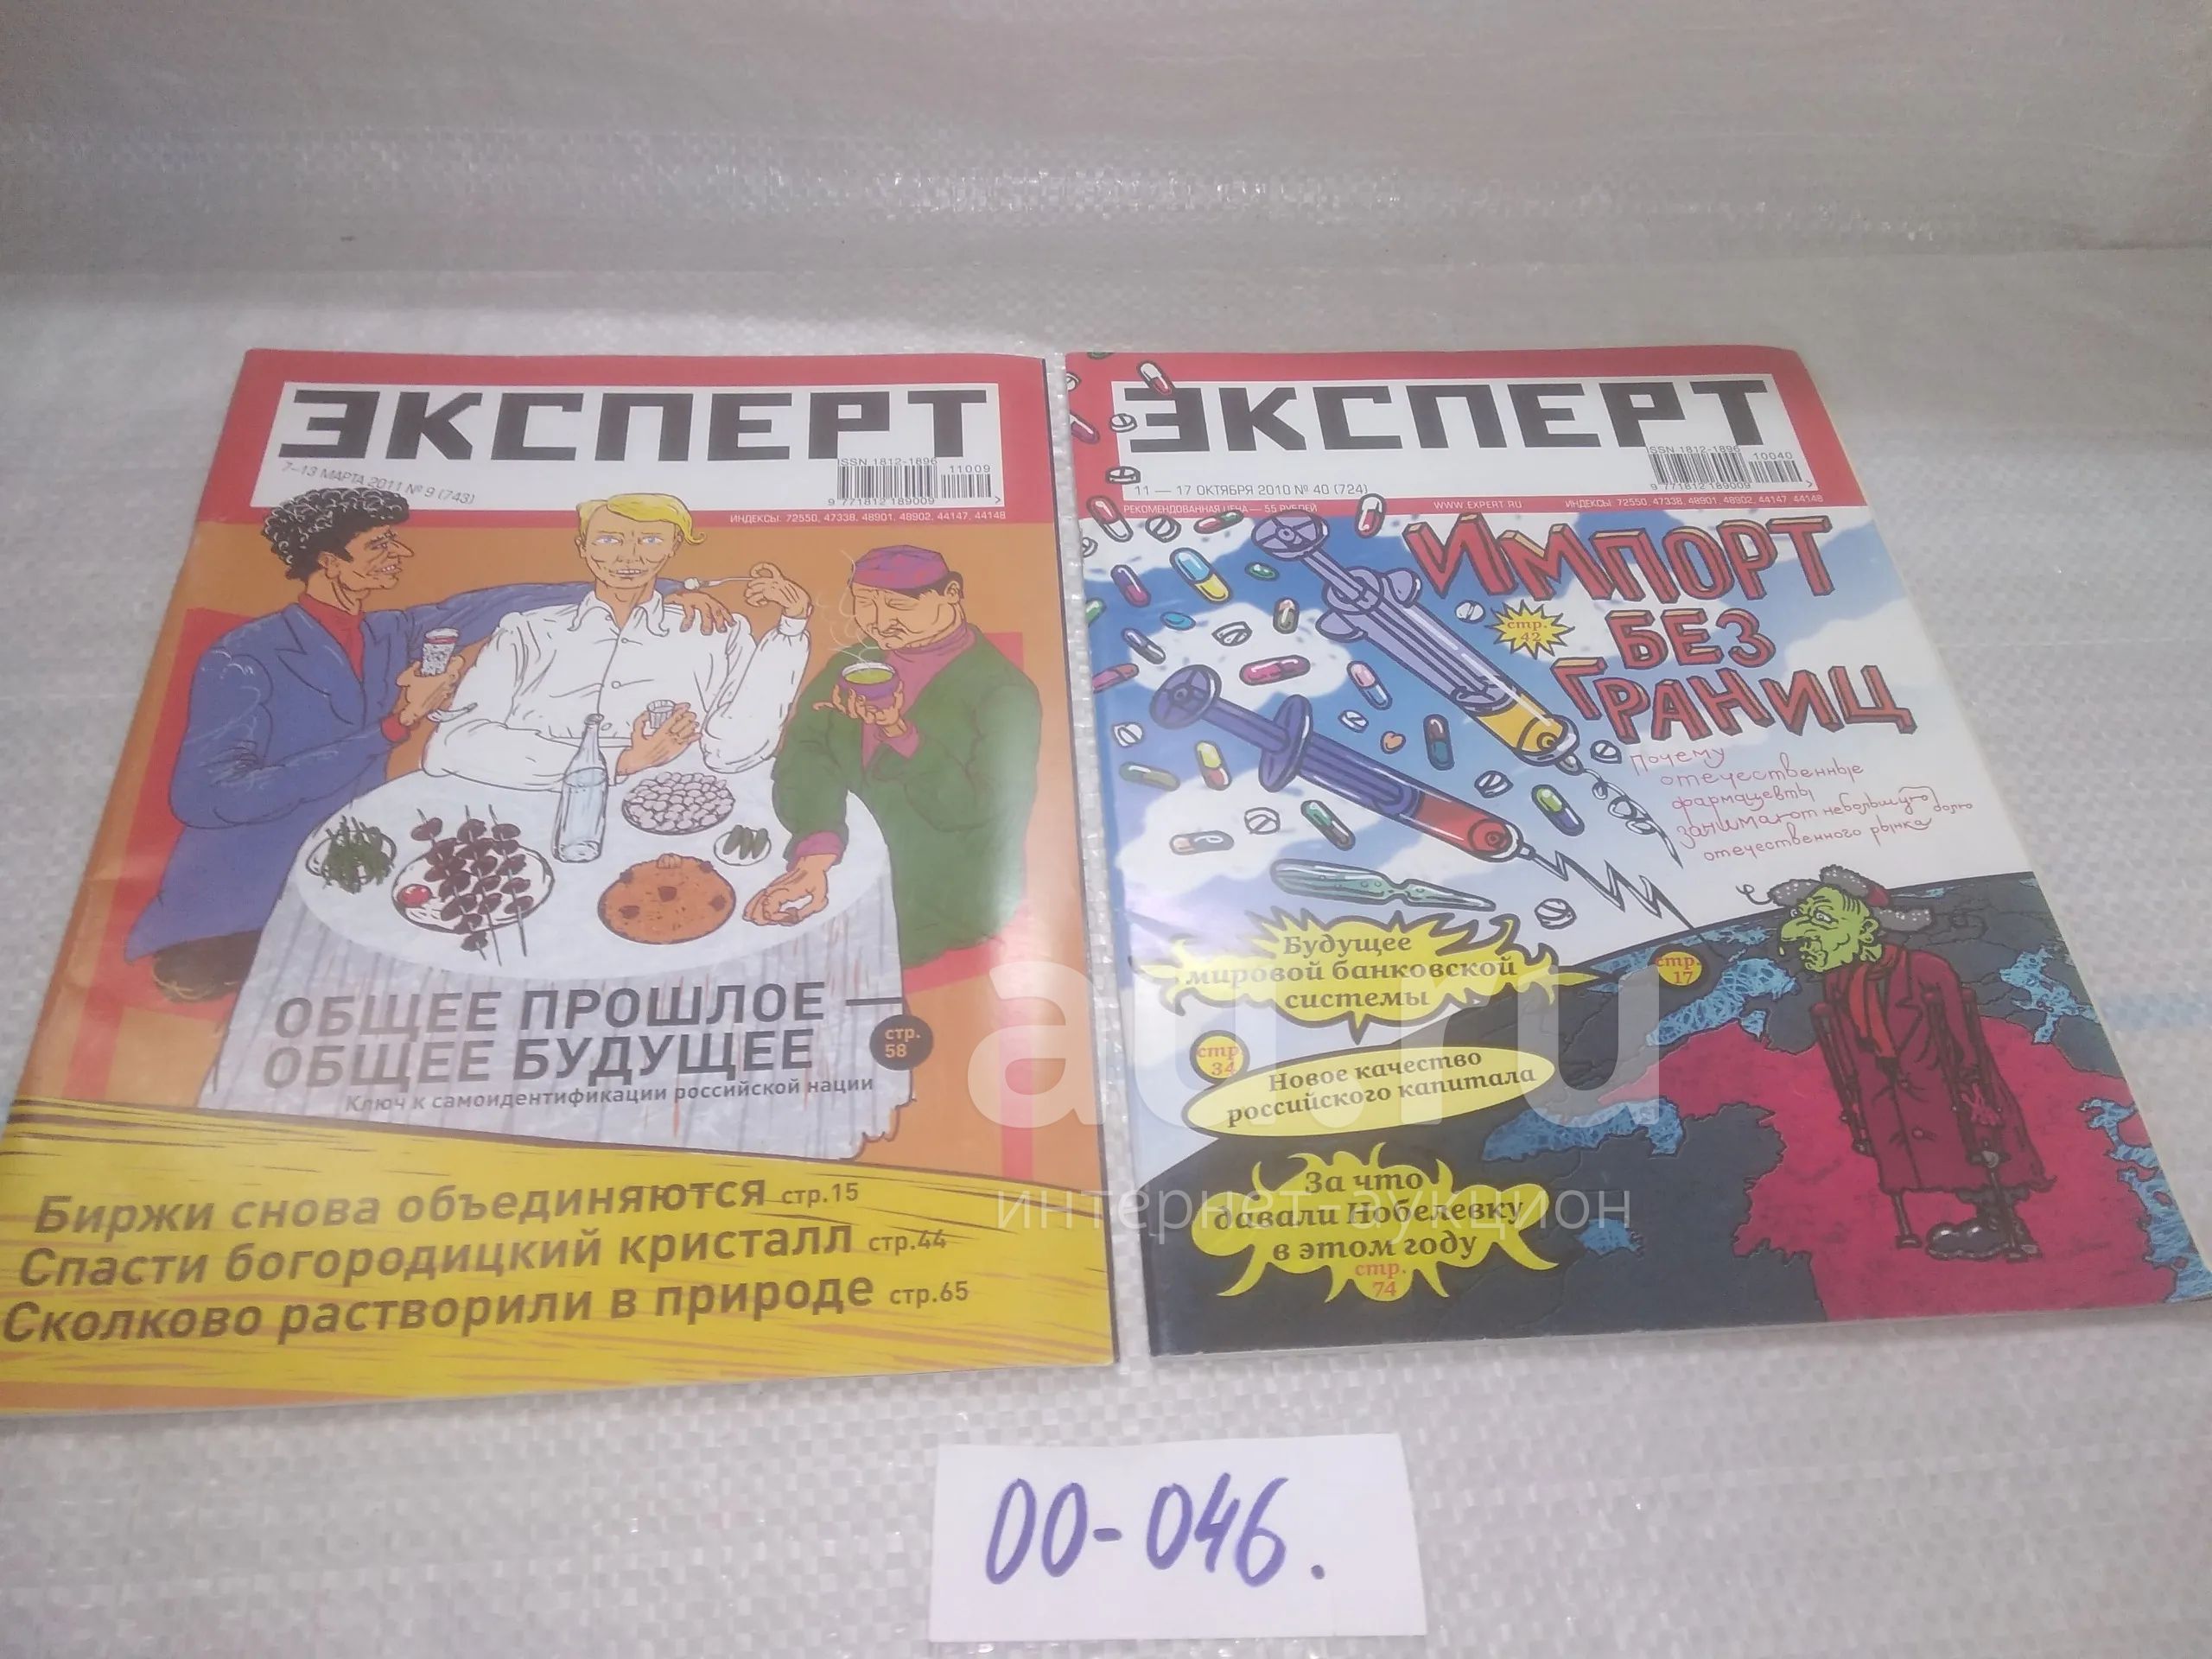 ЭКСПЕРТ
7–13 МАРТА 2011 № 9 (743)
ISSN 1812-1896
11009
9 771812 189009
ИНДЕКСЫ: 72550, 47338, 48901, 48902, 44147, 44148
ОБЩЕЕ ПРОШЛОЕ —
ОБЩЕЕ БУДУЩЕЕ
стр.
58
Ключ к самоидентификации российской нации
Биржи снова объединяются стр.15
Спасти богородицкий кристалл стр.44
Сколково растворили в природе стр.65
ЭКСПЕРТ
ISSN 1812-1896
10040
9 771812 189009
11 — 17 ОКТЯБРЯ 2010 № 40 (724)
РЕКОМЕНДОВАННАЯ ЦЕНА — 55 РУБЛЕЙ
WWW.EXPERT.RU
ИНДЕКСЫ: 72550, 47338, 48901, 48902, 44147, 44148
Импорт
без
границ
стр.
42
Почему
отечественные
фармацевты
занимают небольшую долю
отечественного рынка
Будущее
мировой банковской
системы
стр.
17
стр.
34
Новое качество
российского капитала
За что
давали Нобелевку
в этом году
стр.
74
au.ru
интернет-аукцион
00-046.